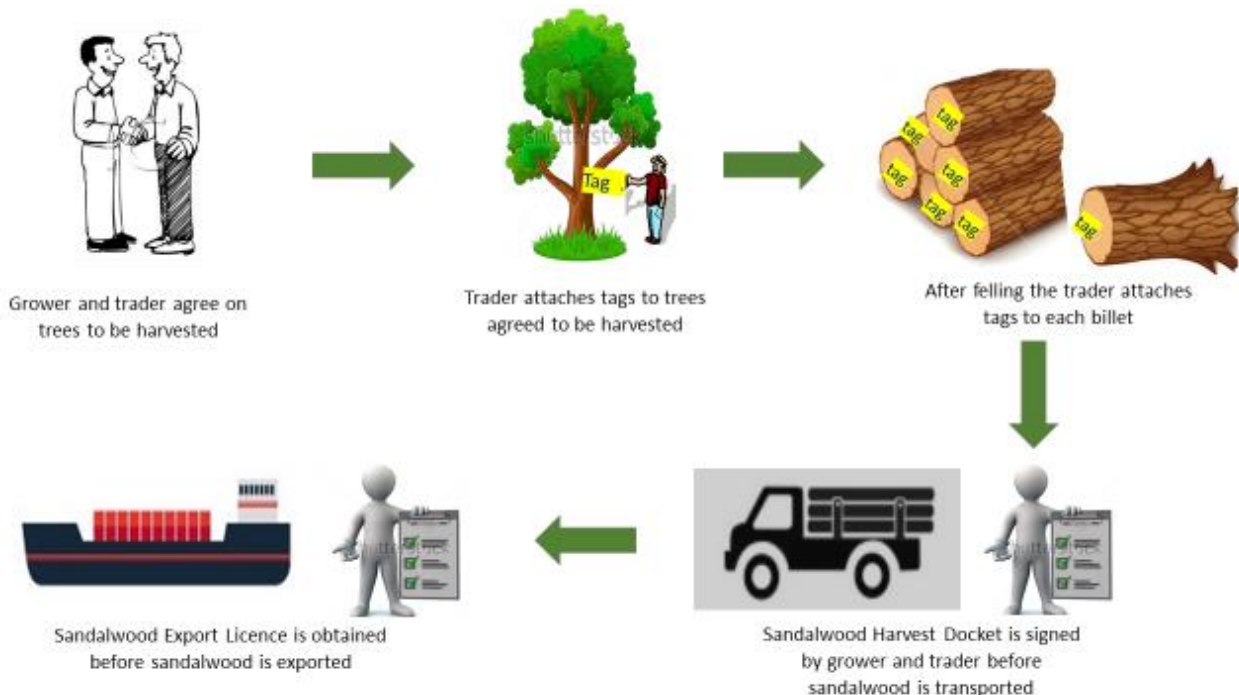 Tag
tag
tag
tag
tag
tag
tag
tag
Grower and trader agree on
trees to be harvested
Trader attaches tags to trees
agreed to be harvested
After felling the trader attaches
tags to each billet
Sandalwood Export Licence is obtained
before sandalwood is exported
Sandalwood Harvest Docket is signed
by grower and trader before
sandalwood is transported